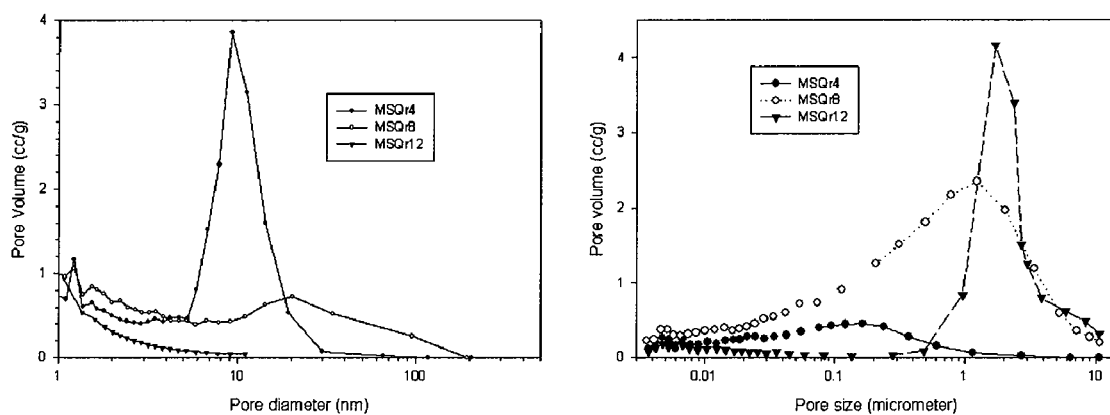 4
3
2
1
0
Pore Volume (cc/g)
MSQr4
MSQr8
MSQr12
1 10 100
Pore diameter (nm)
4
3
2
1
0
Pore volume (cc/g)
MSQr4
MSQr8
MSQr12
0.01 0.1 1 10
Pore size (micrometer)